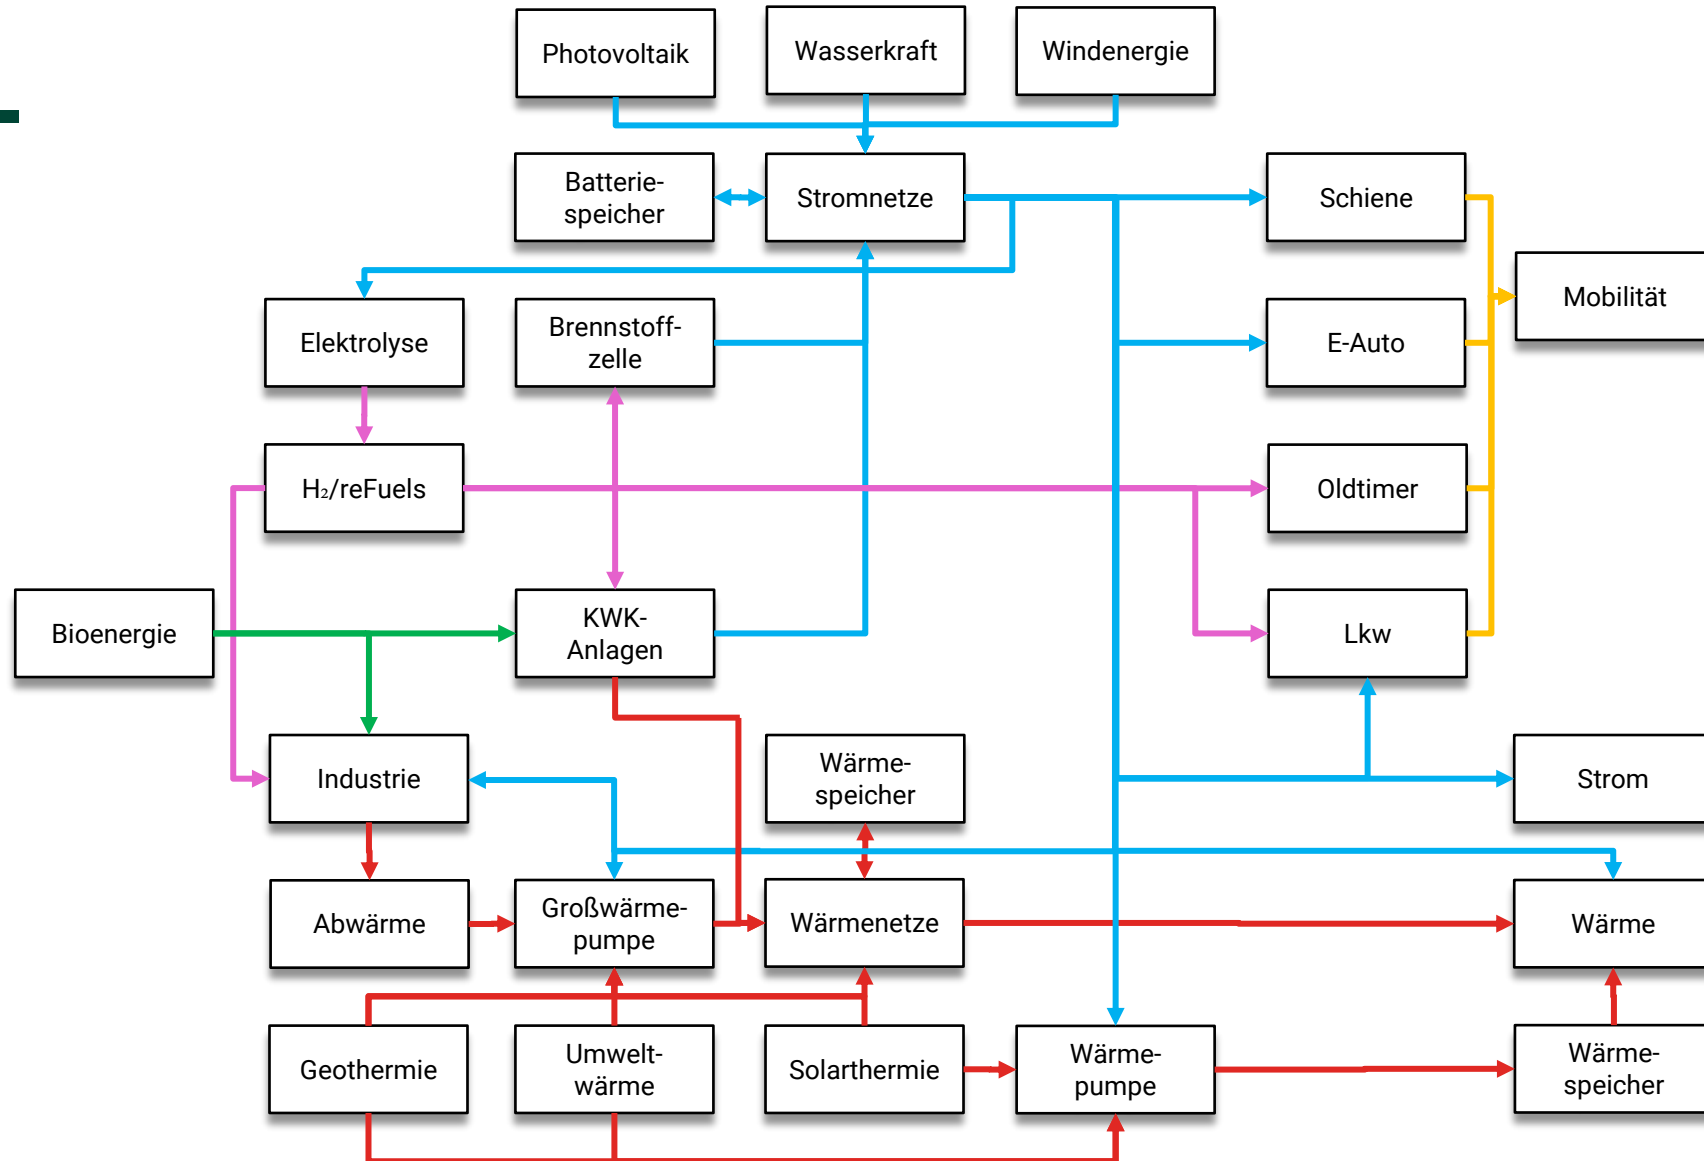 Photovoltaik
Wasserkraft
Windenergie
Batterie-
speicher
Stromnetze
Schiene
Mobilität
Elektrolyse
Brennstoff-
zelle
E-Auto
H₂/reFuels
Oldtimer
Bioenergie
KWK-
Anlagen
Lkw
Industrie
Wärme-
speicher
Strom
Abwärme
Großwärme-
pumpe
Wärmenetze
Wärme
Geothermie
Umwelt-
wärme
Solarthermie
Wärme-
pumpe
Wärme-
speicher